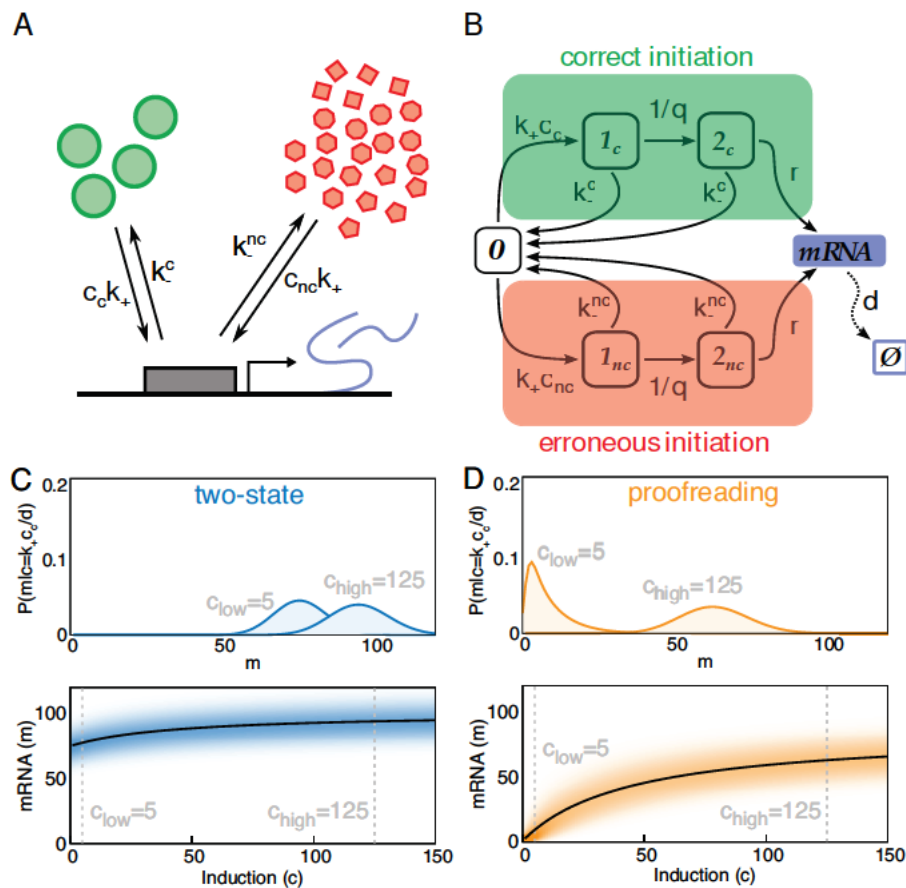 A
c_c k_+
k_-^c
k_-^nc
c_nc k_+
B
correct initiation
k_+ c_c
1_c
1/q
2_c
r
k_-^c
k_-^c
0
mRNA
d
Ø
k_-^nc
k_-^nc
k_+ c_nc
1_nc
1/q
2_nc
r
erroneous initiation
C
two-state
P(m|c=k_+ c_c/d)
0.2
0.1
0
c_low=5
c_high=125
0
50
100
m
mRNA (m)
100
50
0
c_low=5
c_high=125
0
50
100
150
Induction (c)
D
proofreading
P(m|c=k_+ c_c/d)
0.2
0.1
0
c_low=5
c_high=125
0
50
100
m
mRNA (m)
100
50
0
c_low=5
c_high=125
0
50
100
150
Induction (c)